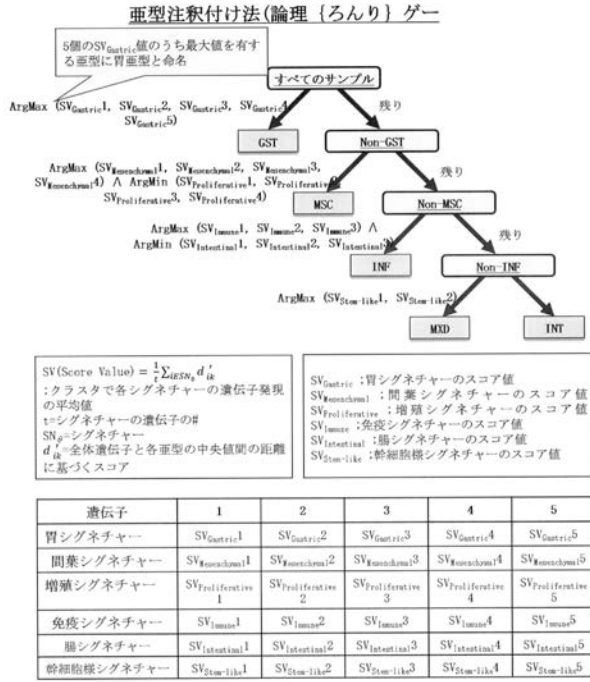 亜型注釈付け法(論理 {ろんり} ゲー
5個のSVGastric値のうち最大値を有す
る亜型に胃亜型と命名
すべてのサンプル
ArgMax (SVGastric1, SVGastric2, SVGastric3, SVGastric4
SVGastric5)
残り
GST
Non-GST
ArgMax (SVMesenchymal1, SVMesenchymal2, SVMesenchymal3,
SVMesenchymal4) ∧ ArgMin (SVProliferative1, SVProliferative2
SVProliferative3, SVProliferative4)
残り
MSC
Non-MSC
ArgMax (SVImmune1, SVImmune2, SVImmune3) ∧
ArgMin (SVIntestinal1, SVIntestinal2, SVIntestinal3)
残り
INF
Non-INF
ArgMax (SVStem-like1, SVStem-like2)
MXD
INT
SV(Score Value) = 1/t ∑i∈SNθ d'ik
;クラスタで各シグネチャーの遺伝子発現
の平均値
t=シグネチャーの遺伝子の#
SNθ=シグネチャー
d'ik=全体遺伝子と各亜型の中央値間の距離
に基づくスコア
SVGastric ;胃シグネチャーのスコア値
SVMesenchymal ;間葉シグネチャーのスコア値
SVProliferative ;増殖シグネチャーのスコア値
SVImmune ;免疫シグネチャーのスコア値
SVIntestinal ;腸シグネチャーのスコア値
SVStem-like ;幹細胞様シグネチャーのスコア値
遺伝子 1 2 3 4 5
胃シグネチャー SVGastric1 SVGastric2 SVGastric3 SVGastric4 SVGastric5
間葉シグネチャー SVMesenchymal1 SVMesenchymal2 SVMesenchymal3 SVMesenchymal4 SVMesenchymal5
増殖シグネチャー SVProliferative SVProliferative SVProliferative SVProliferative SVProliferative
1 2 3 4 5
免疫シグネチャー SVImmune1 SVImmune2 SVImmune3 SVImmune4 SVImmune5
腸シグネチャー SVIntestinal1 SVIntestinal2 SVIntestinal3 SVIntestinal4 SVIntestinal5
幹細胞様シグネチャー SVStem-like1 SVStem-like2 SVStem-like3 SVStem-like4 SVStem-like5